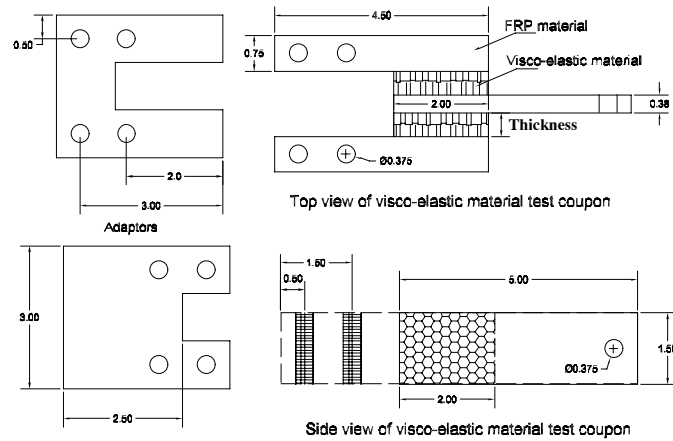 4.50
FRP material
0.50
0.75
Visco-elastic material
2.00
0.38
Thickness
Ø0.375
2.0
3.00
Top view of visco-elastic material test coupon
Adaptors
1.50
5.00
0.50
3.00
1.50
Ø0.375
2.00
2.50
Side view of visco-elastic material test coupon